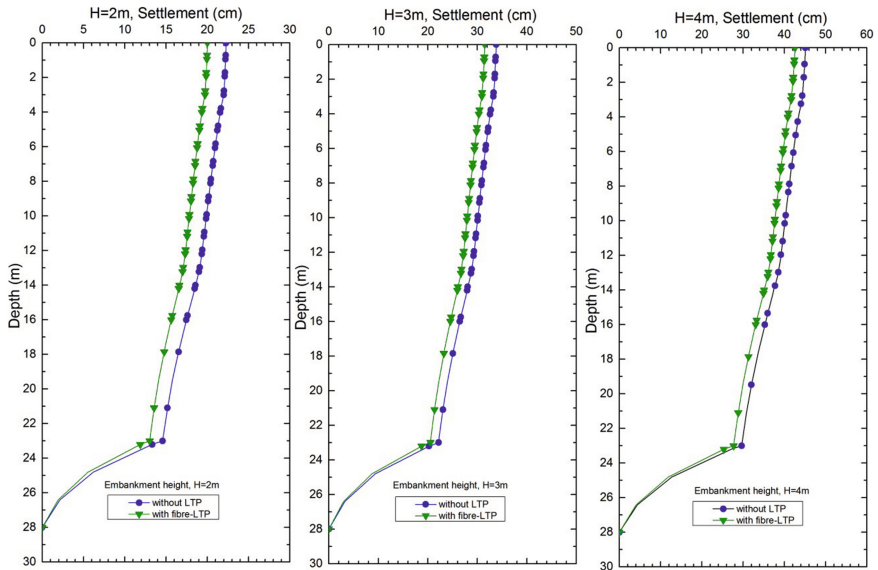 H=2m, Settlement (cm)
0 5 10 15 20 25 30
0
2
4
6
8
10
12
14
16
18
20
22
24
26
28
30
Depth (m)
Embankment height, H=2m
without LTP
with fibre-LTP
H=3m, Settlement (cm)
0 10 20 30 40 50
0
2
4
6
8
10
12
14
16
18
20
22
24
26
28
30
Depth (m)
Embankment height, H=3m
without LTP
with fibre-LTP
H=4m, Settlement (cm)
0 10 20 30 40 50 60
0
2
4
6
8
10
12
14
16
18
20
22
24
26
28
30
Depth (m)
Embankment height, H=4m
without LTP
with fibre-LTP